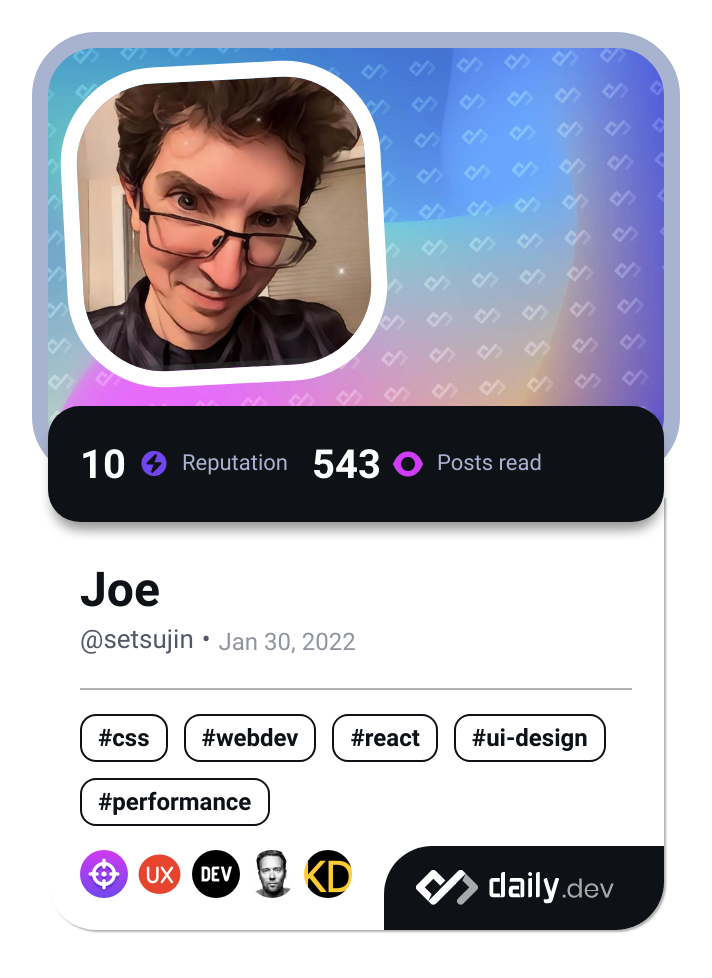 10 Reputation 543 Posts read
Joe
@setsujin • Jan 30, 2022
#css #webdev #react #ui-design
#performance
UX DEV KD daily.dev